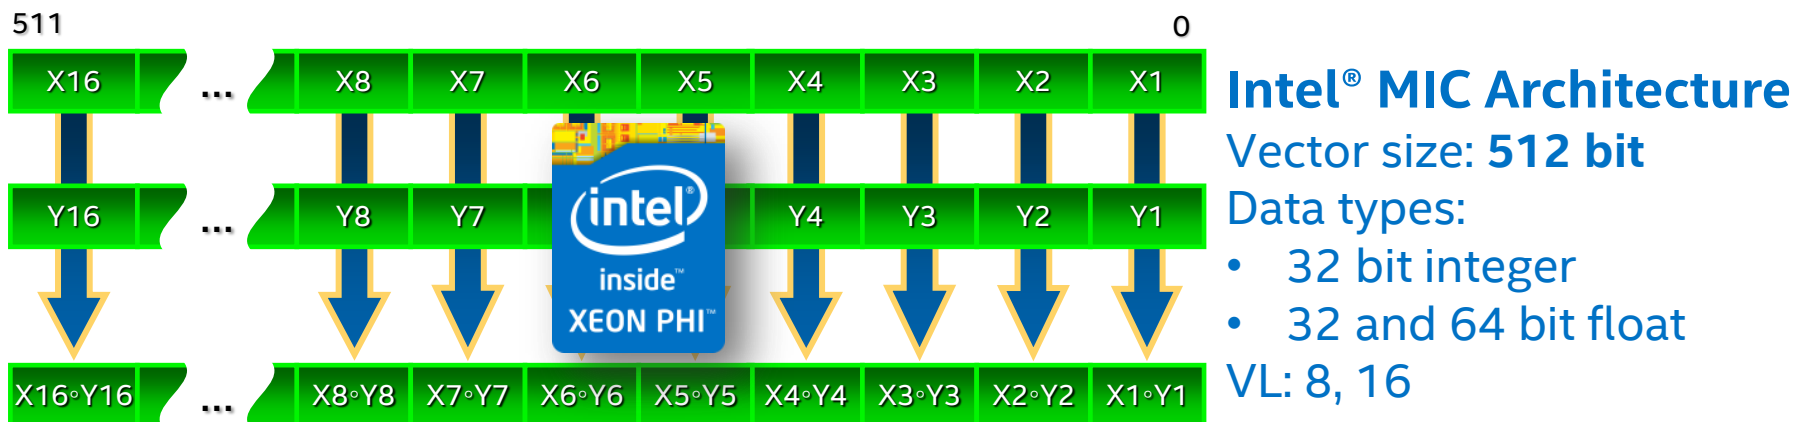 511 0
X16 ... X8 X7 X6 X5 X4 X3 X2 X1
Y16 ... Y8 Y7 Y4 Y3 Y2 Y1
intel®
inside™
XEON PHI™
X16∘Y16 ... X8∘Y8 X7∘Y7 X6∘Y6 X5∘Y5 X4∘Y4 X3∘Y3 X2∘Y2 X1∘Y1
Intel® MIC Architecture
Vector size: 512 bit
Data types:
• 32 bit integer
• 32 and 64 bit float
VL: 8, 16